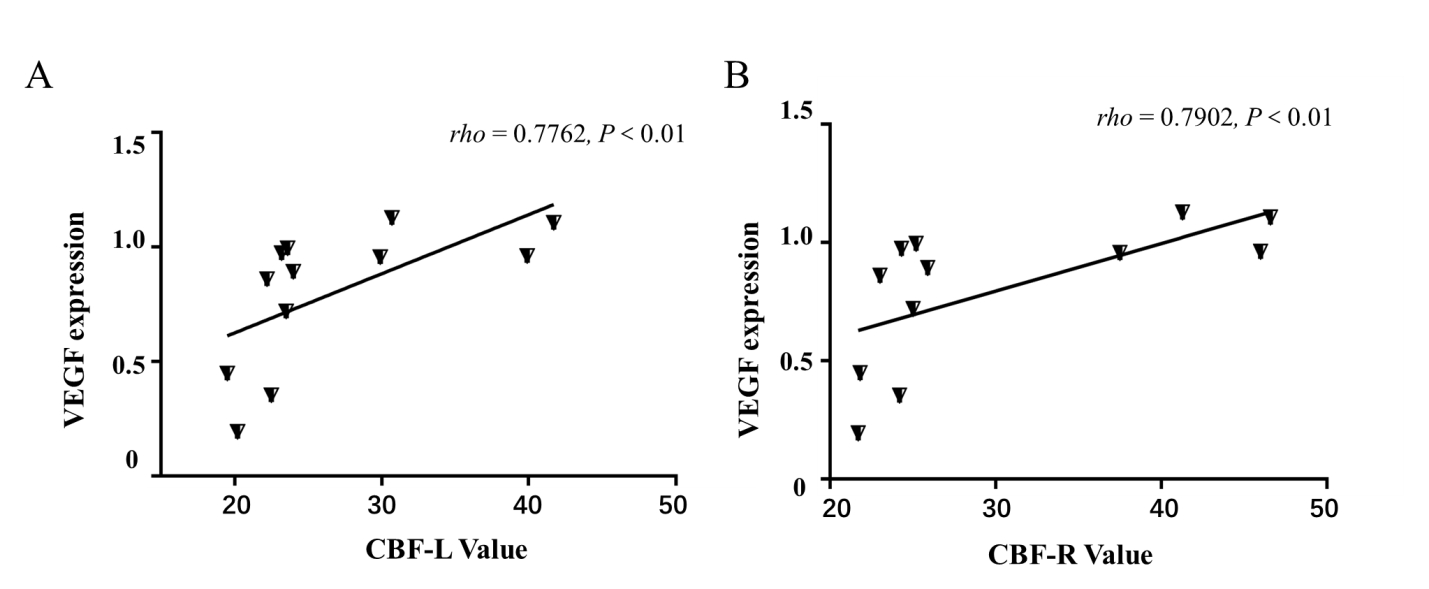 A
rho = 0.7762, P < 0.01
VEGF expression
1.5
1.0
0.5
0
20 30 40 50
CBF-L Value
B
rho = 0.7902, P < 0.01
VEGF expression
1.5
1.0
0.5
0
20 30 40 50
CBF-R Value